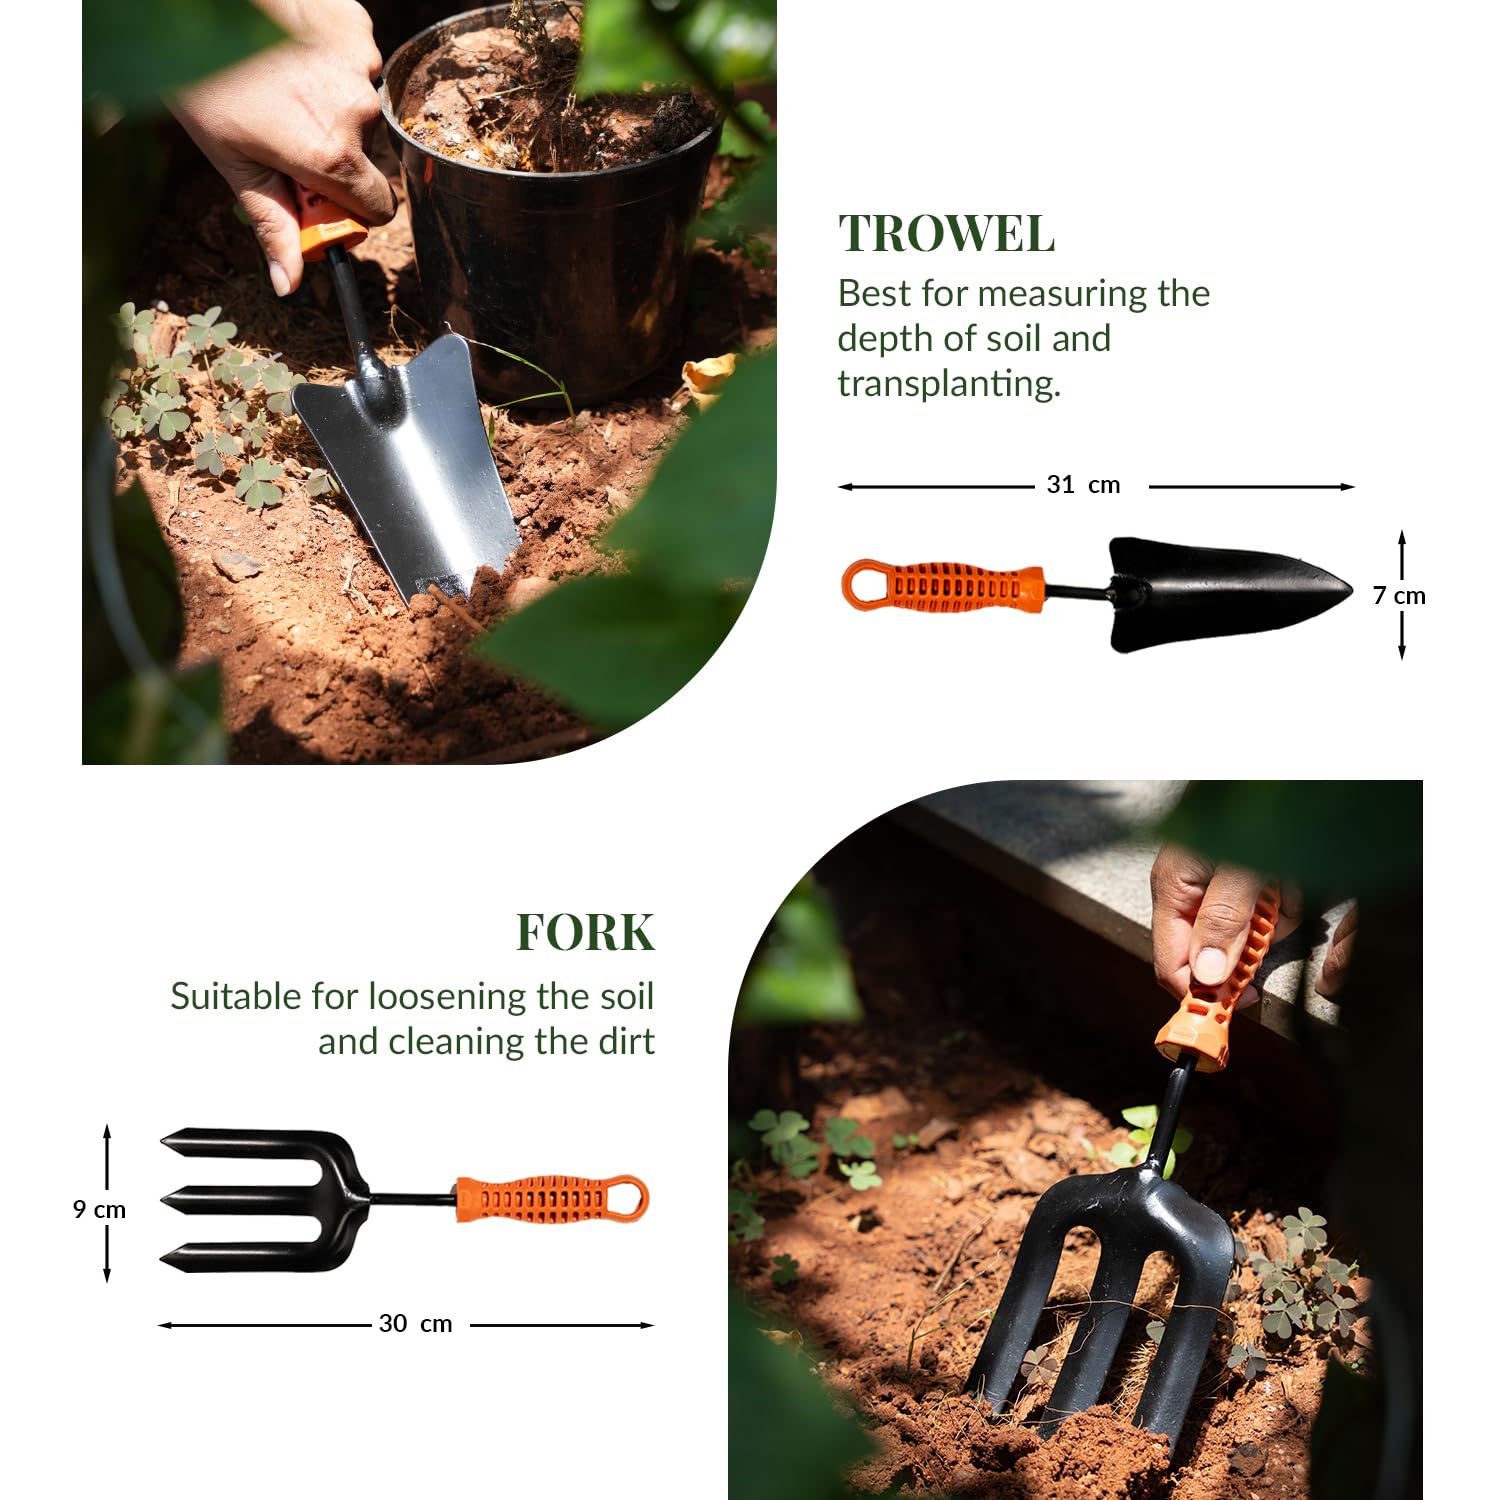 TROWEL
Best for measuring the
depth of soil and
transplanting.
31 cm
7 cm
FORK
Suitable for loosening the soil
and cleaning the dirt
9 cm
30 cm